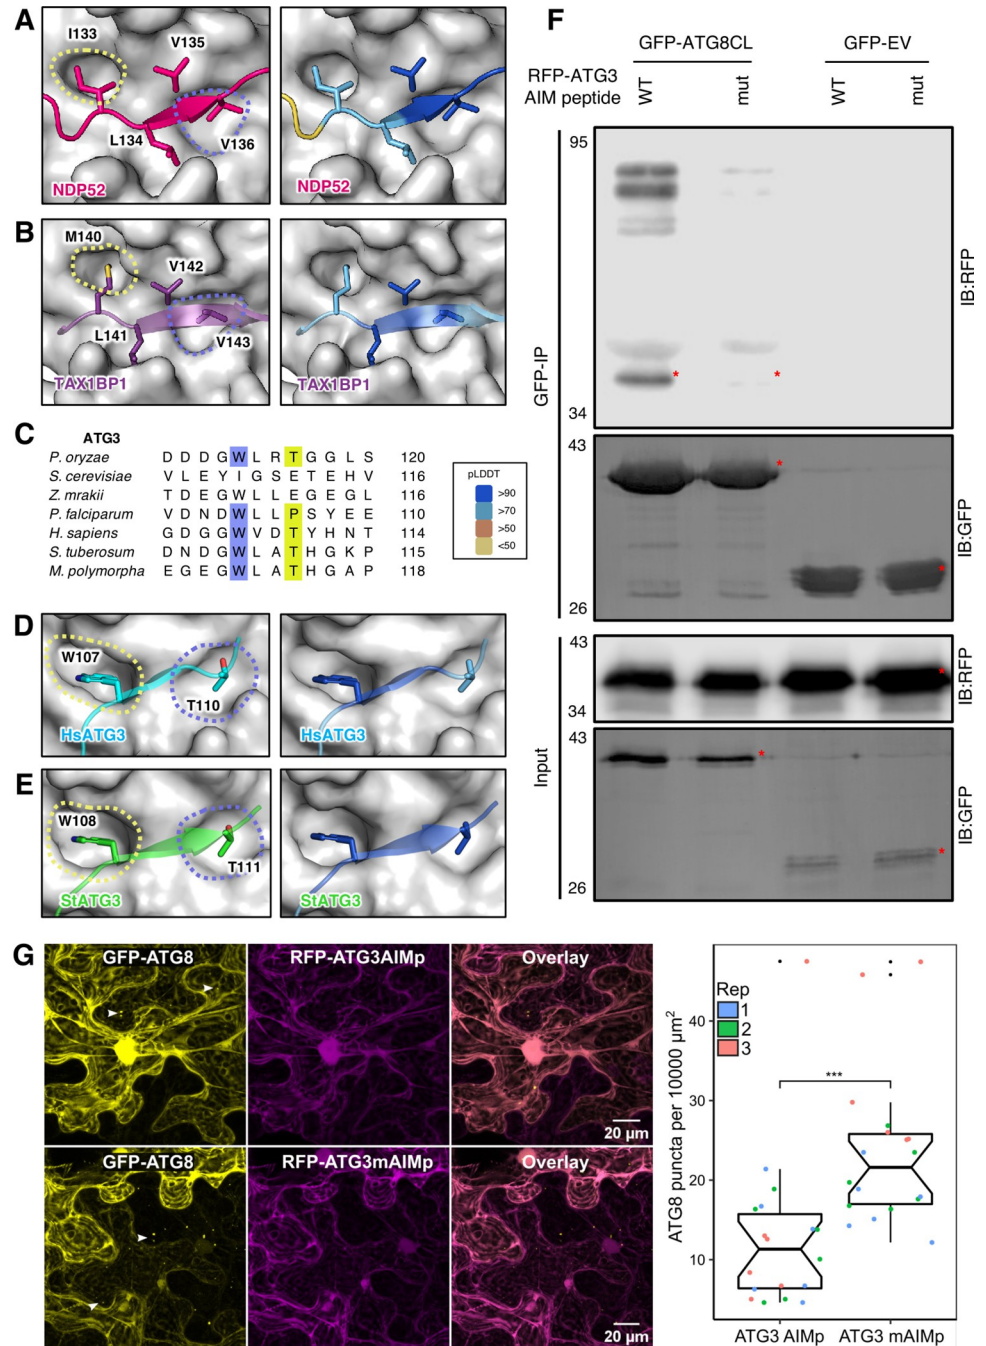 A
I133
V135
L134
V136
NDP52
NDP52
B
M140
V142
L141
V143
TAX1BP1
TAX1BP1
C
ATG3
P. oryzae D D D G W L R T G G L S 120
S. cerevisiae V L E Y I G S E T E H V 116
Z. mrakii T D E G W L L E G E G L 116
P. falciparum V D N D W L L P S Y E E 110
H. sapiens G D G G W V D T Y H N T 114
S. tuberosum D N D G W L A T H G K P 115
M. polymorpha E G E G W L A T H G A P 118
pLDDT
>90
>70
>50
<50
D
W107
T110
HsATG3
HsATG3
E
W108
T111
StATG3
StATG3
F
GFP-ATG8CL GFP-EV
RFP-ATG3
AIM peptide
WT mut WT mut
GFP-IP
95
34
IB:RFP
*
*
43
26
IB:GFP
*
*
Input
43
34
IB:RFP
*
43
26
IB:GFP
*
*
G
GFP-ATG8 RFP-ATG3AIMp Overlay
20 µm
GFP-ATG8 RFP-ATG3mAIMp Overlay
20 µm
ATG8 puncta per 10000 µm²
40
30
20
10
Rep
1
2
3
***
ATG3 AIMp ATG3 mAIMp